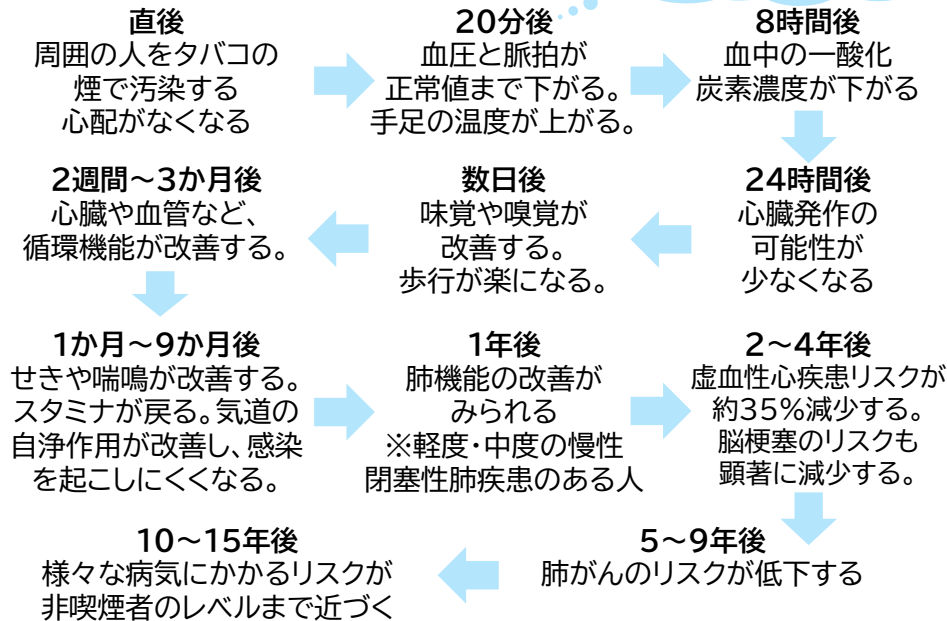 直後
周囲の人をタバコの
煙で汚染する
心配がなくなる
20分後
血圧と脈拍が
正常値まで下がる。
手足の温度が上がる。
8時間後
血中の一酸化
炭素濃度が下がる
24時間後
心臓発作の
可能性が
少なくなる
数日後
味覚や嗅覚が
改善する。
歩行が楽になる。
2週間～3か月後
心臓や血管など、
循環機能が改善する。
1か月～9か月後
せきや喘鳴が改善する。
スタミナが戻る。気道の
自浄作用が改善し、感染
を起こしにくくなる。
1年後
肺機能の改善が
みられる
※軽度・中度の慢性
閉塞性肺疾患のある人
2～4年後
虚血性心疾患リスクが
約35%減少する。
脳梗塞のリスクも
顕著に減少する。
5～9年後
肺がんのリスクが低下する
10～15年後
様々な病気にかかるリスクが
非喫煙者のレベルまで近づく